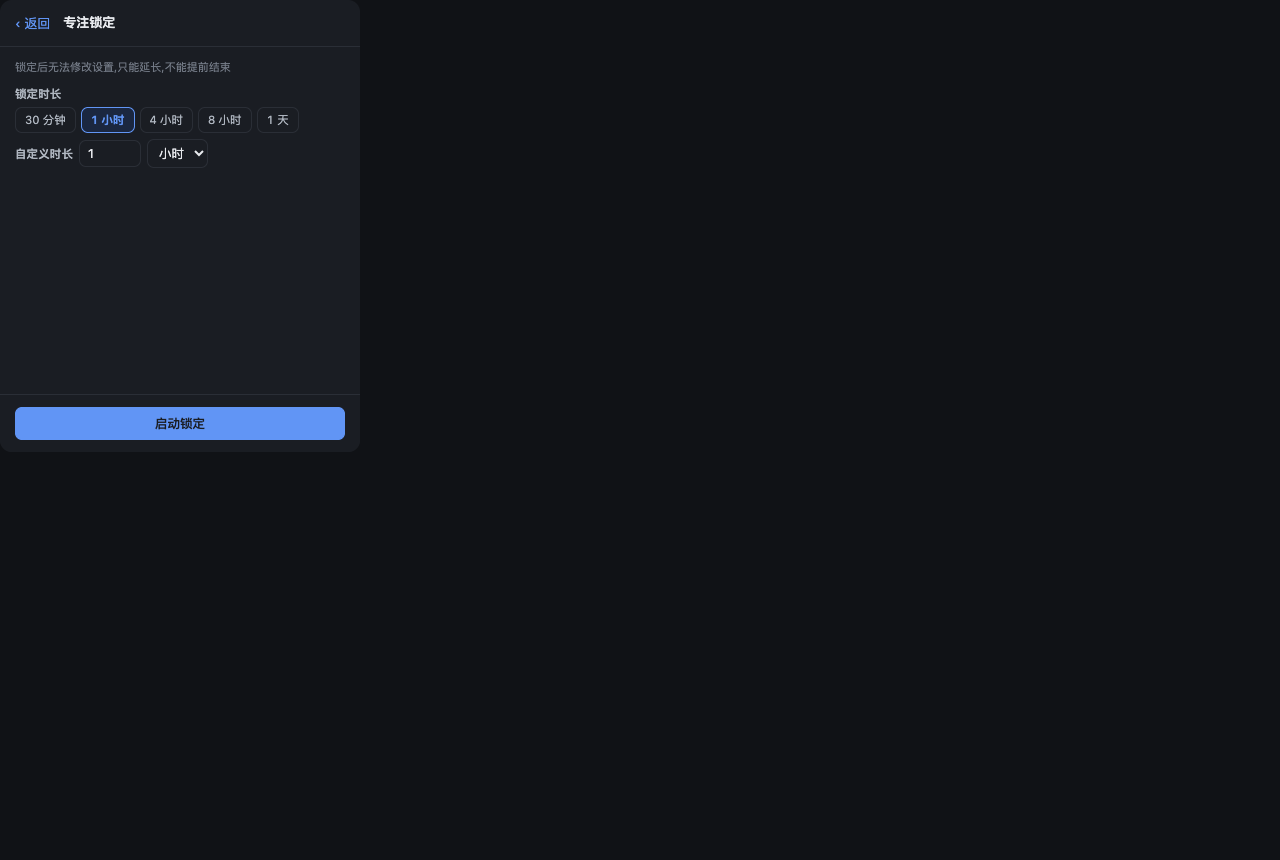 ‹ 返回 专注锁定
锁定后无法修改设置,只能延长,不能提前结束
锁定时长
30 分钟 1 小时 4 小时 8 小时 1 天
自定义时长 1 小时
启动锁定